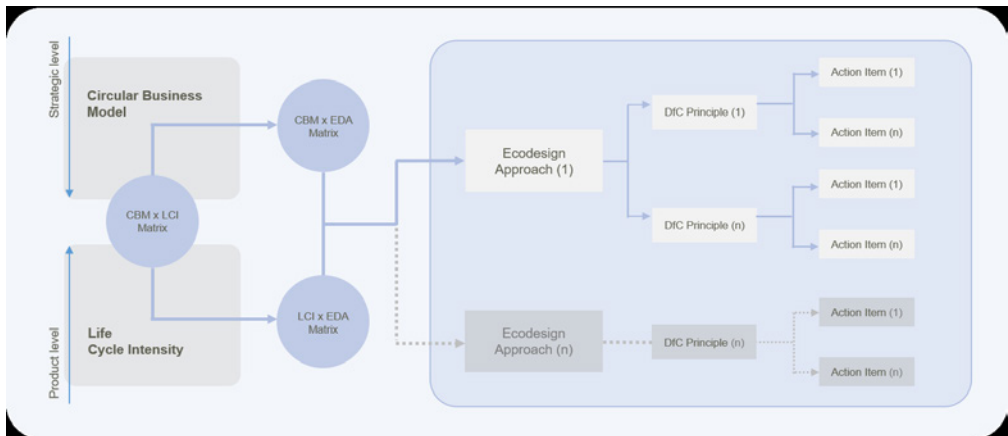 Strategic level
Circular Business
Model
CBM x EDA
Matrix
CBM x LCI
Matrix
Product level
Life
Cycle Intensity
LCI x EDA
Matrix
Ecodesign
Approach (1)
DfC Principle (1)
Action Item (1)
Action Item (n)
DfC Principle (n)
Action Item (1)
Action Item (n)
Ecodesign
Approach (n)
DfC Principle (n)
Action Item (1)
Action Item (n)